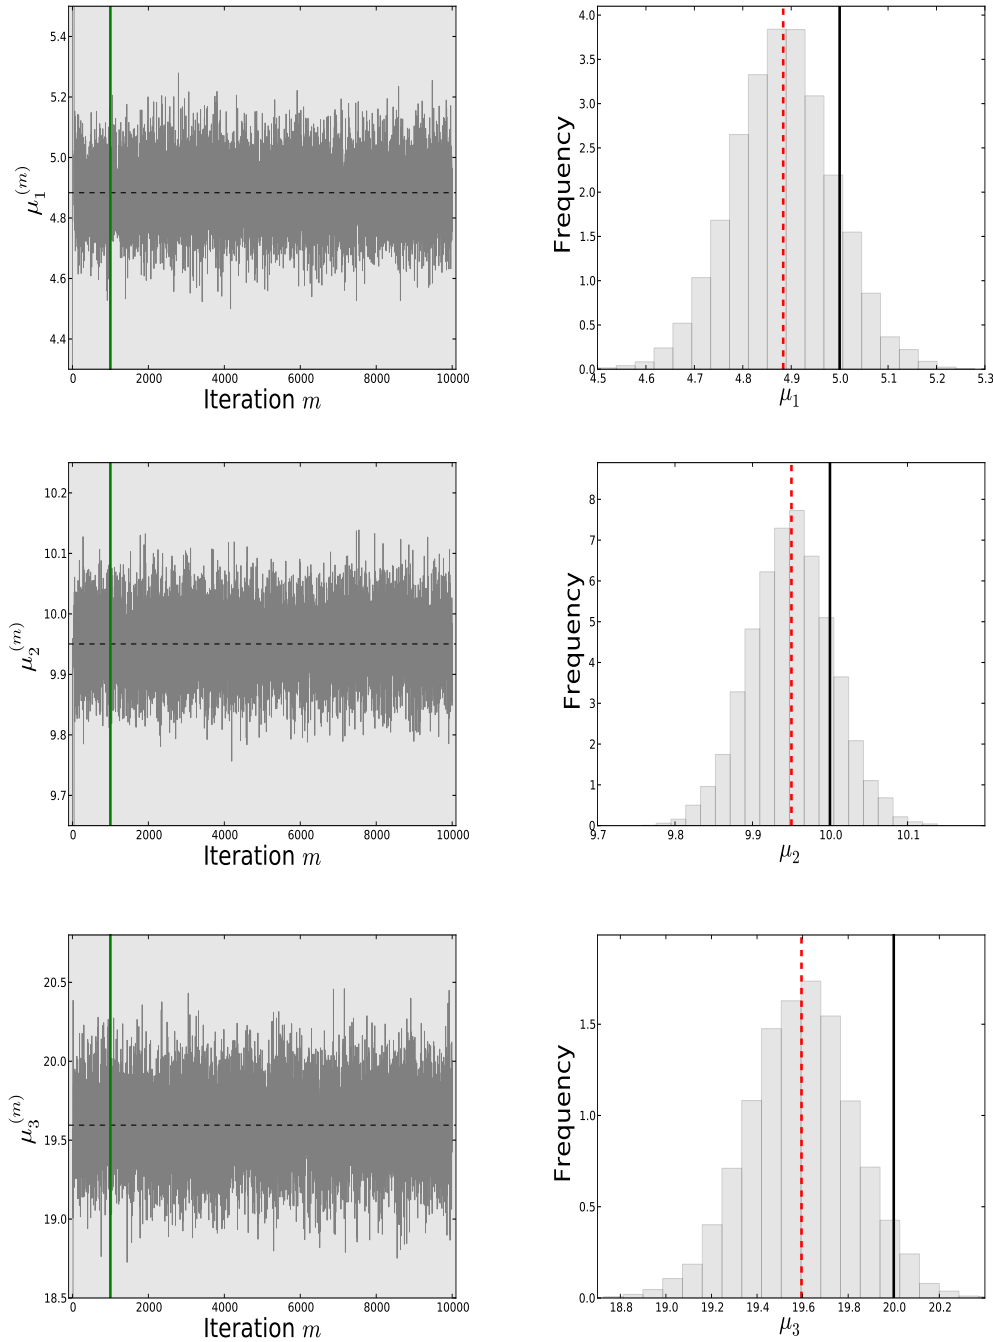 5.4
5.2
5.0
4.8
4.6
4.4
μ₁⁽ᵐ⁾
0 2000 4000 6000 8000 10000
Iteration m
4.0
3.5
3.0
2.5
2.0
1.5
1.0
0.5
0.0
Frequency
4.5 4.6 4.7 4.8 4.9 5.0 5.1 5.2 5.3
μ₁
10.2
10.1
10.0
9.9
9.8
9.7
μ₂⁽ᵐ⁾
0 2000 4000 6000 8000 10000
Iteration m
8
7
6
5
4
3
2
1
0
Frequency
9.7 9.8 9.9 10.0 10.1
μ₂
20.5
20.0
19.5
19.0
18.5
μ₃⁽ᵐ⁾
0 2000 4000 6000 8000 10000
Iteration m
1.5
1.0
0.5
0.0
Frequency
18.8 19.0 19.2 19.4 19.6 19.8 20.0 20.2
μ₃